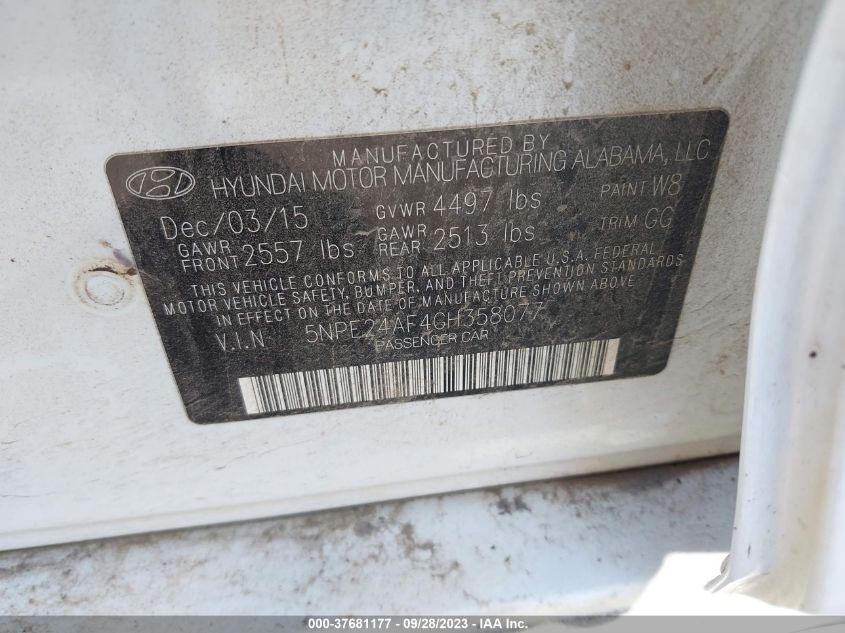 MANUFACTURED BY
HYUNDAI MOTOR MANUFACTURING ALABAMA, LLC
Dec/03/15 GVWR 4497 lbs PAINT W8
GAWR FRONT 2557 lbs GAWR REAR 2513 lbs TRIM GG
THIS VEHICLE CONFORMS TO ALL APPLICABLE U.S.A. FEDERAL
MOTOR VEHICLE SAFETY, BUMPER, AND THEFT PREVENTION STANDARDS
IN EFFECT ON THE DATE OF MANUFACTURE SHOWN ABOVE
V.I.N 5NPE24AF4GH358077
PASSENGER CAR
000-37681177 - 09/28/2023 - IAA Inc.